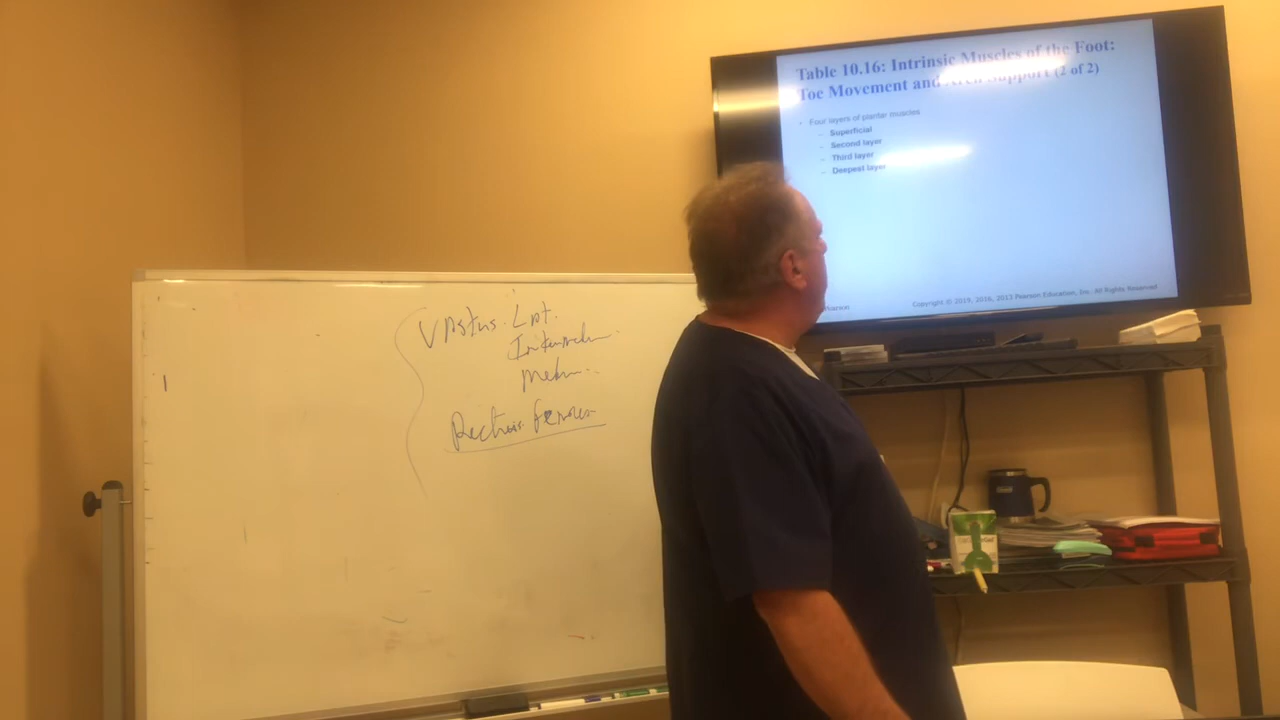 Table 10.16: Intrinsic Muscles of the Foot:
Toe Movement and Arch Support (2 of 2)
• Four layers of plantar muscles
– Superficial
– Second layer
– Third layer
– Deepest layer
Pearson
Copyright © 2019, 2016, 2013 Pearson Education, Inc. All Rights Reserved
Vastus. Lat.
Rectus. femoris